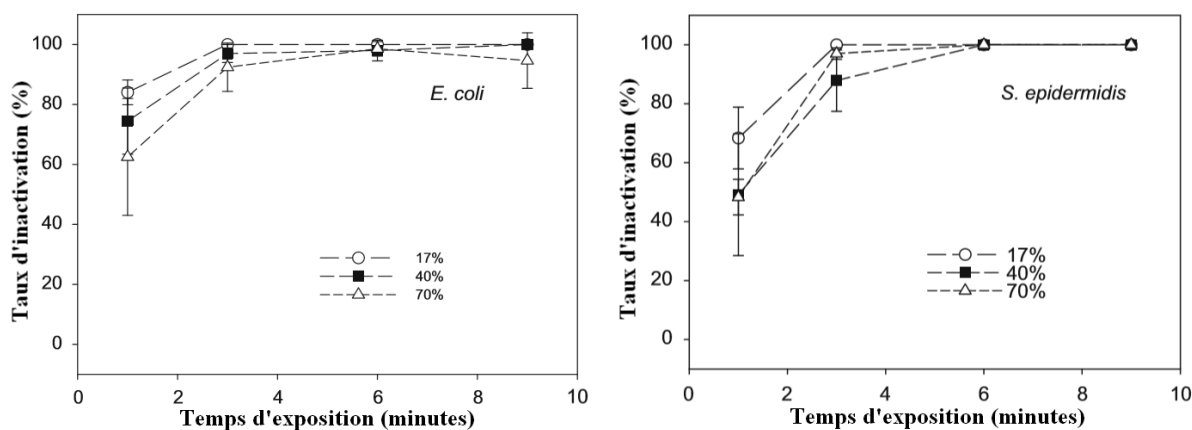 Taux d'inactivation (%)
100
80
60
40
20
0
E. coli
17%
40%
70%
0 2 4 6 8 10
Temps d'exposition (minutes)
Taux d'inactivation (%)
100
80
60
40
20
0
S. epidermidis
17%
40%
70%
0 2 4 6 8 10
Temps d'exposition (minutes)